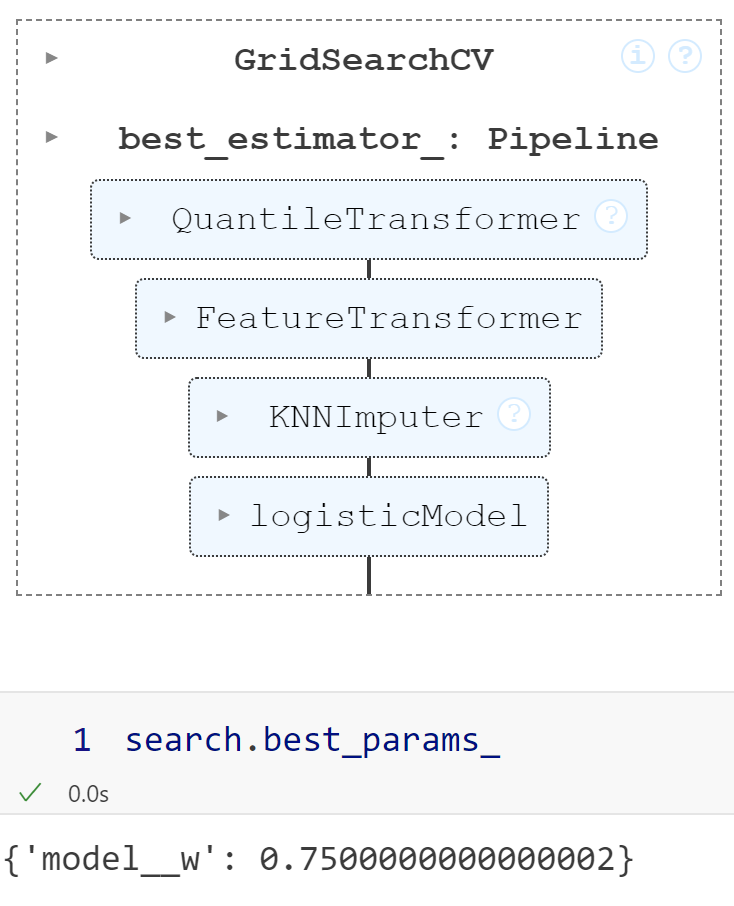 ▸ GridSearchCV i ?
▸ best_estimator_: Pipeline
▸ QuantileTransformer ?
▸ FeatureTransformer
▸ KNNImputer ?
▸ logisticModel
1 search.best_params_
✓ 0.0s
{'model__w': 0.7500000000000002}